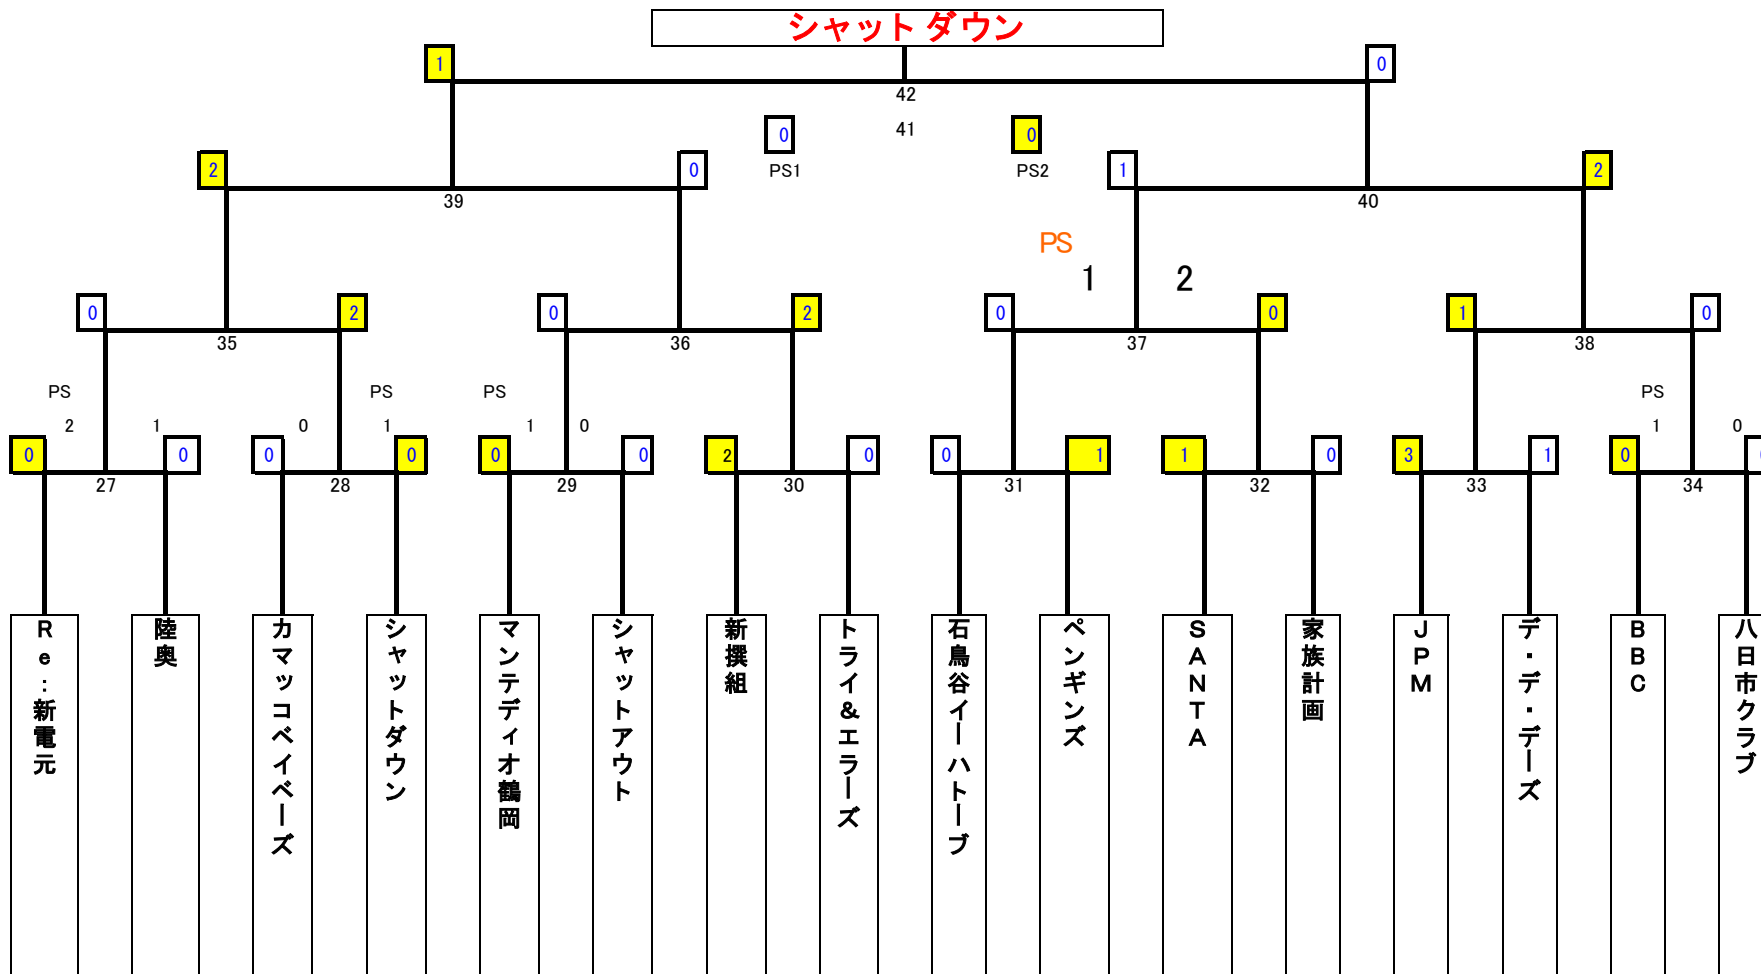 シャットダウン
1 0
42
0 41 0
2 0 PS1 PS2 1 2
39 40
PS
1 2
0 2 0 2 0 0 1 0
35 36 37 38
PS PS PS PS
2 1 0 1 1 0 1 0
0 0 0 0 0 0 2 0 0 1 1 0 3 1 0
27 28 29 30 31 32 33 34
Re:新電元
陸奥
カマッコベイベーズ
シャットダウン
マンテディオ鶴岡
シャットアウト
新撰組
トライ&エラーズ
石鳥谷イーハトーブ
ペンギンズ
SANTA
家族計画
JPM
デ・デ・デーズ
BBC
八日市クラブ